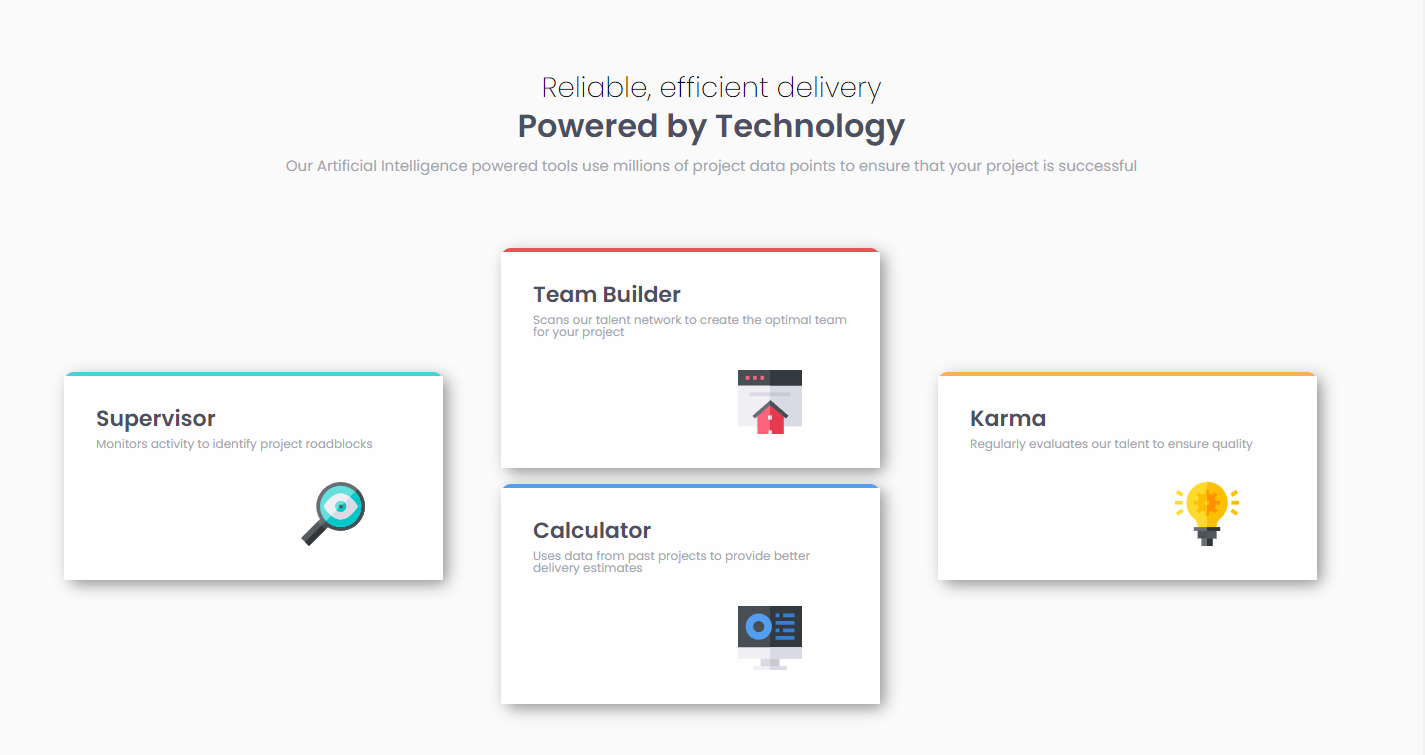 Reliable, efficient delivery
Powered by Technology
Our Artificial Intelligence powered tools use millions of project data points to ensure that your project is successful
Supervisor
Monitors activity to identify project roadblocks
Team Builder
Scans our talent network to create the optimal team
for your project
Calculator
Uses data from past projects to provide better
delivery estimates
Karma
Regularly evaluates our talent to ensure quality